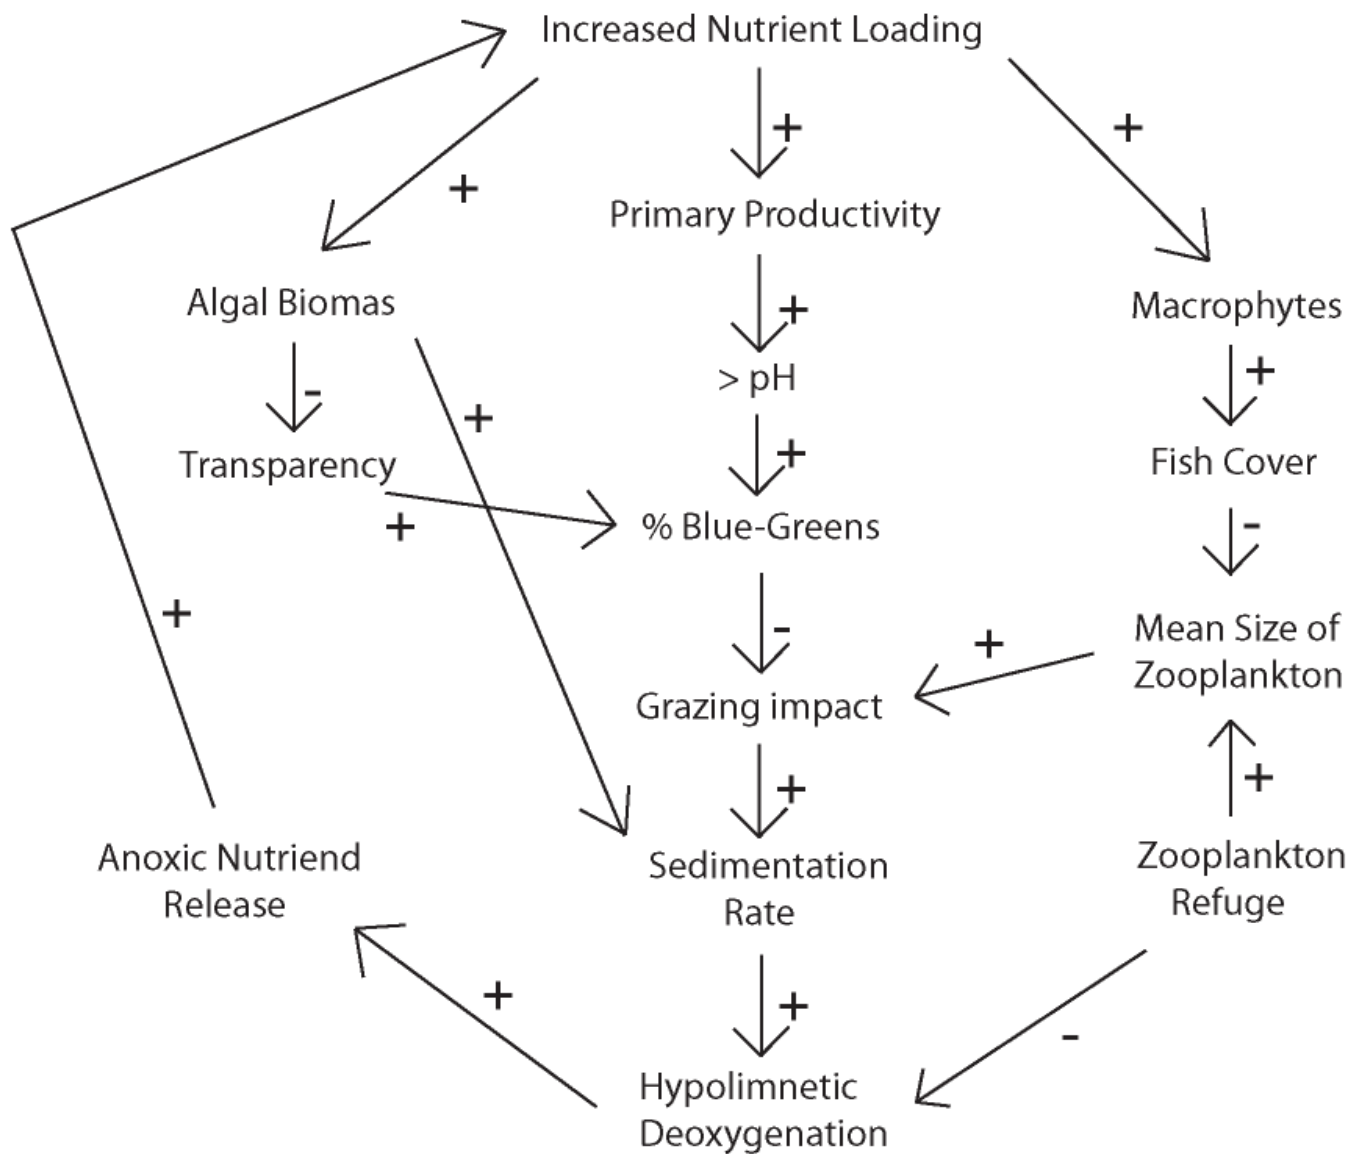 Increased Nutrient Loading
+
+
+
Primary Productivity
Algal Biomas
Macrophytes
+
-
+
> pH
+
Transparency
+
+
% Blue-Greens
Fish Cover
-
+
-
+
Mean Size of
Zooplankton
Grazing impact
+
+
Anoxic Nutriend
Release
Sedimentation
Rate
Zooplankton
Refuge
+
+
-
Hypolimnetic
Deoxygenation